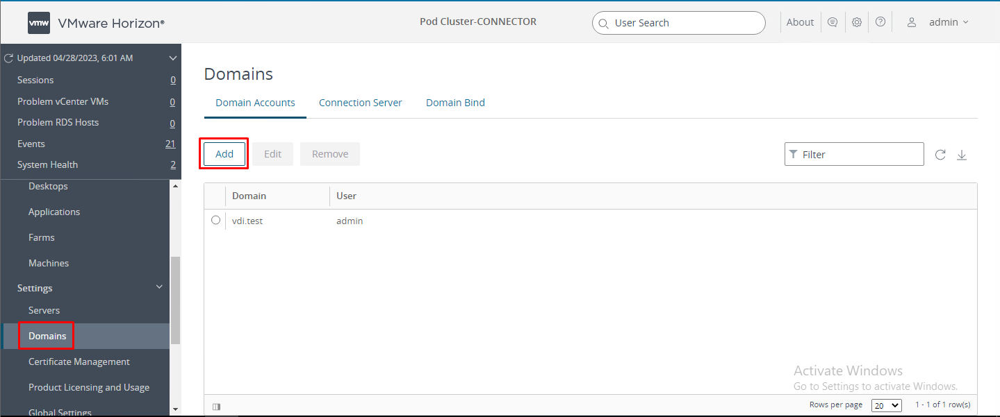 vmw VMware Horizon®
Pod Cluster-CONNECTOR
User Search
About
admin
Updated 04/28/2023, 6:01 AM
Sessions 0
Problem vCenter VMs 0
Problem RDS Hosts 0
Events 21
System Health 2
Desktops
Applications
Farms
Machines
Settings
Servers
Domains
Certificate Management
Product Licensing and Usage
Global Settings
Domains
Domain Accounts Connection Server Domain Bind
Add Edit Remove Filter
Domain User
vdi.test admin
Activate Windows
Go to Settings to activate Windows.
Rows per page 20 1 - 1 of 1 row(s)